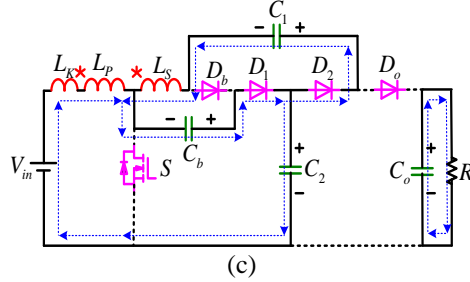 C1
− +
LK * LP * LS Db D1 D2 Do
− +
Cb
Vin S C2 + − Co + − R
(c)